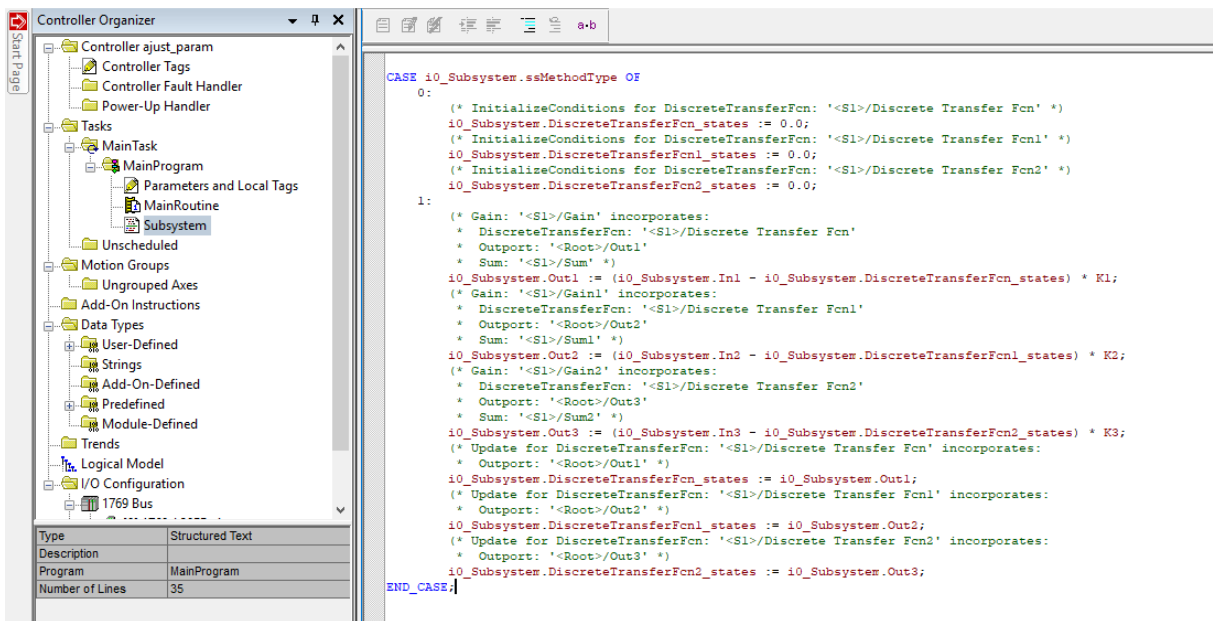 Start Page
Controller Organizer
Controller ajust_param
Controller Tags
Controller Fault Handler
Power-Up Handler
Tasks
MainTask
MainProgram
Parameters and Local Tags
MainRoutine
Subsystem
Unscheduled
Motion Groups
Ungrouped Axes
Add-On Instructions
Data Types
User-Defined
Strings
Add-On-Defined
Predefined
Module-Defined
Trends
Logical Model
I/O Configuration
1769 Bus
Type Structured Text
Description
Program MainProgram
Number of Lines 35
a•b
CASE i0_Subsystem.ssMethodType OF
0:
(* InitializeConditions for DiscreteTransferFcn: '<S1>/Discrete Transfer Fcn' *)
i0_Subsystem.DiscreteTransferFcn_states := 0.0;
(* InitializeConditions for DiscreteTransferFcn: '<S1>/Discrete Transfer Fcn1' *)
i0_Subsystem.DiscreteTransferFcn1_states := 0.0;
(* InitializeConditions for DiscreteTransferFcn: '<S1>/Discrete Transfer Fcn2' *)
i0_Subsystem.DiscreteTransferFcn2_states := 0.0;
1:
(* Gain: '<S1>/Gain' incorporates:
* DiscreteTransferFcn: '<S1>/Discrete Transfer Fcn'
* Outport: '<Root>/Out1'
* Sum: '<S1>/Sum' *)
i0_Subsystem.Out1 := (i0_Subsystem.In1 - i0_Subsystem.DiscreteTransferFcn_states) * K1;
(* Gain: '<S1>/Gain1' incorporates:
* DiscreteTransferFcn: '<S1>/Discrete Transfer Fcn1'
* Outport: '<Root>/Out2'
* Sum: '<S1>/Sum1' *)
i0_Subsystem.Out2 := (i0_Subsystem.In2 - i0_Subsystem.DiscreteTransferFcn1_states) * K2;
(* Gain: '<S1>/Gain2' incorporates:
* DiscreteTransferFcn: '<S1>/Discrete Transfer Fcn2'
* Outport: '<Root>/Out3'
* Sum: '<S1>/Sum2' *)
i0_Subsystem.Out3 := (i0_Subsystem.In3 - i0_Subsystem.DiscreteTransferFcn2_states) * K3;
(* Update for DiscreteTransferFcn: '<S1>/Discrete Transfer Fcn' incorporates:
* Outport: '<Root>/Out1' *)
i0_Subsystem.DiscreteTransferFcn_states := i0_Subsystem.Out1;
(* Update for DiscreteTransferFcn: '<S1>/Discrete Transfer Fcn1' incorporates:
* Outport: '<Root>/Out2' *)
i0_Subsystem.DiscreteTransferFcn1_states := i0_Subsystem.Out2;
(* Update for DiscreteTransferFcn: '<S1>/Discrete Transfer Fcn2' incorporates:
* Outport: '<Root>/Out3' *)
i0_Subsystem.DiscreteTransferFcn2_states := i0_Subsystem.Out3;
END_CASE;